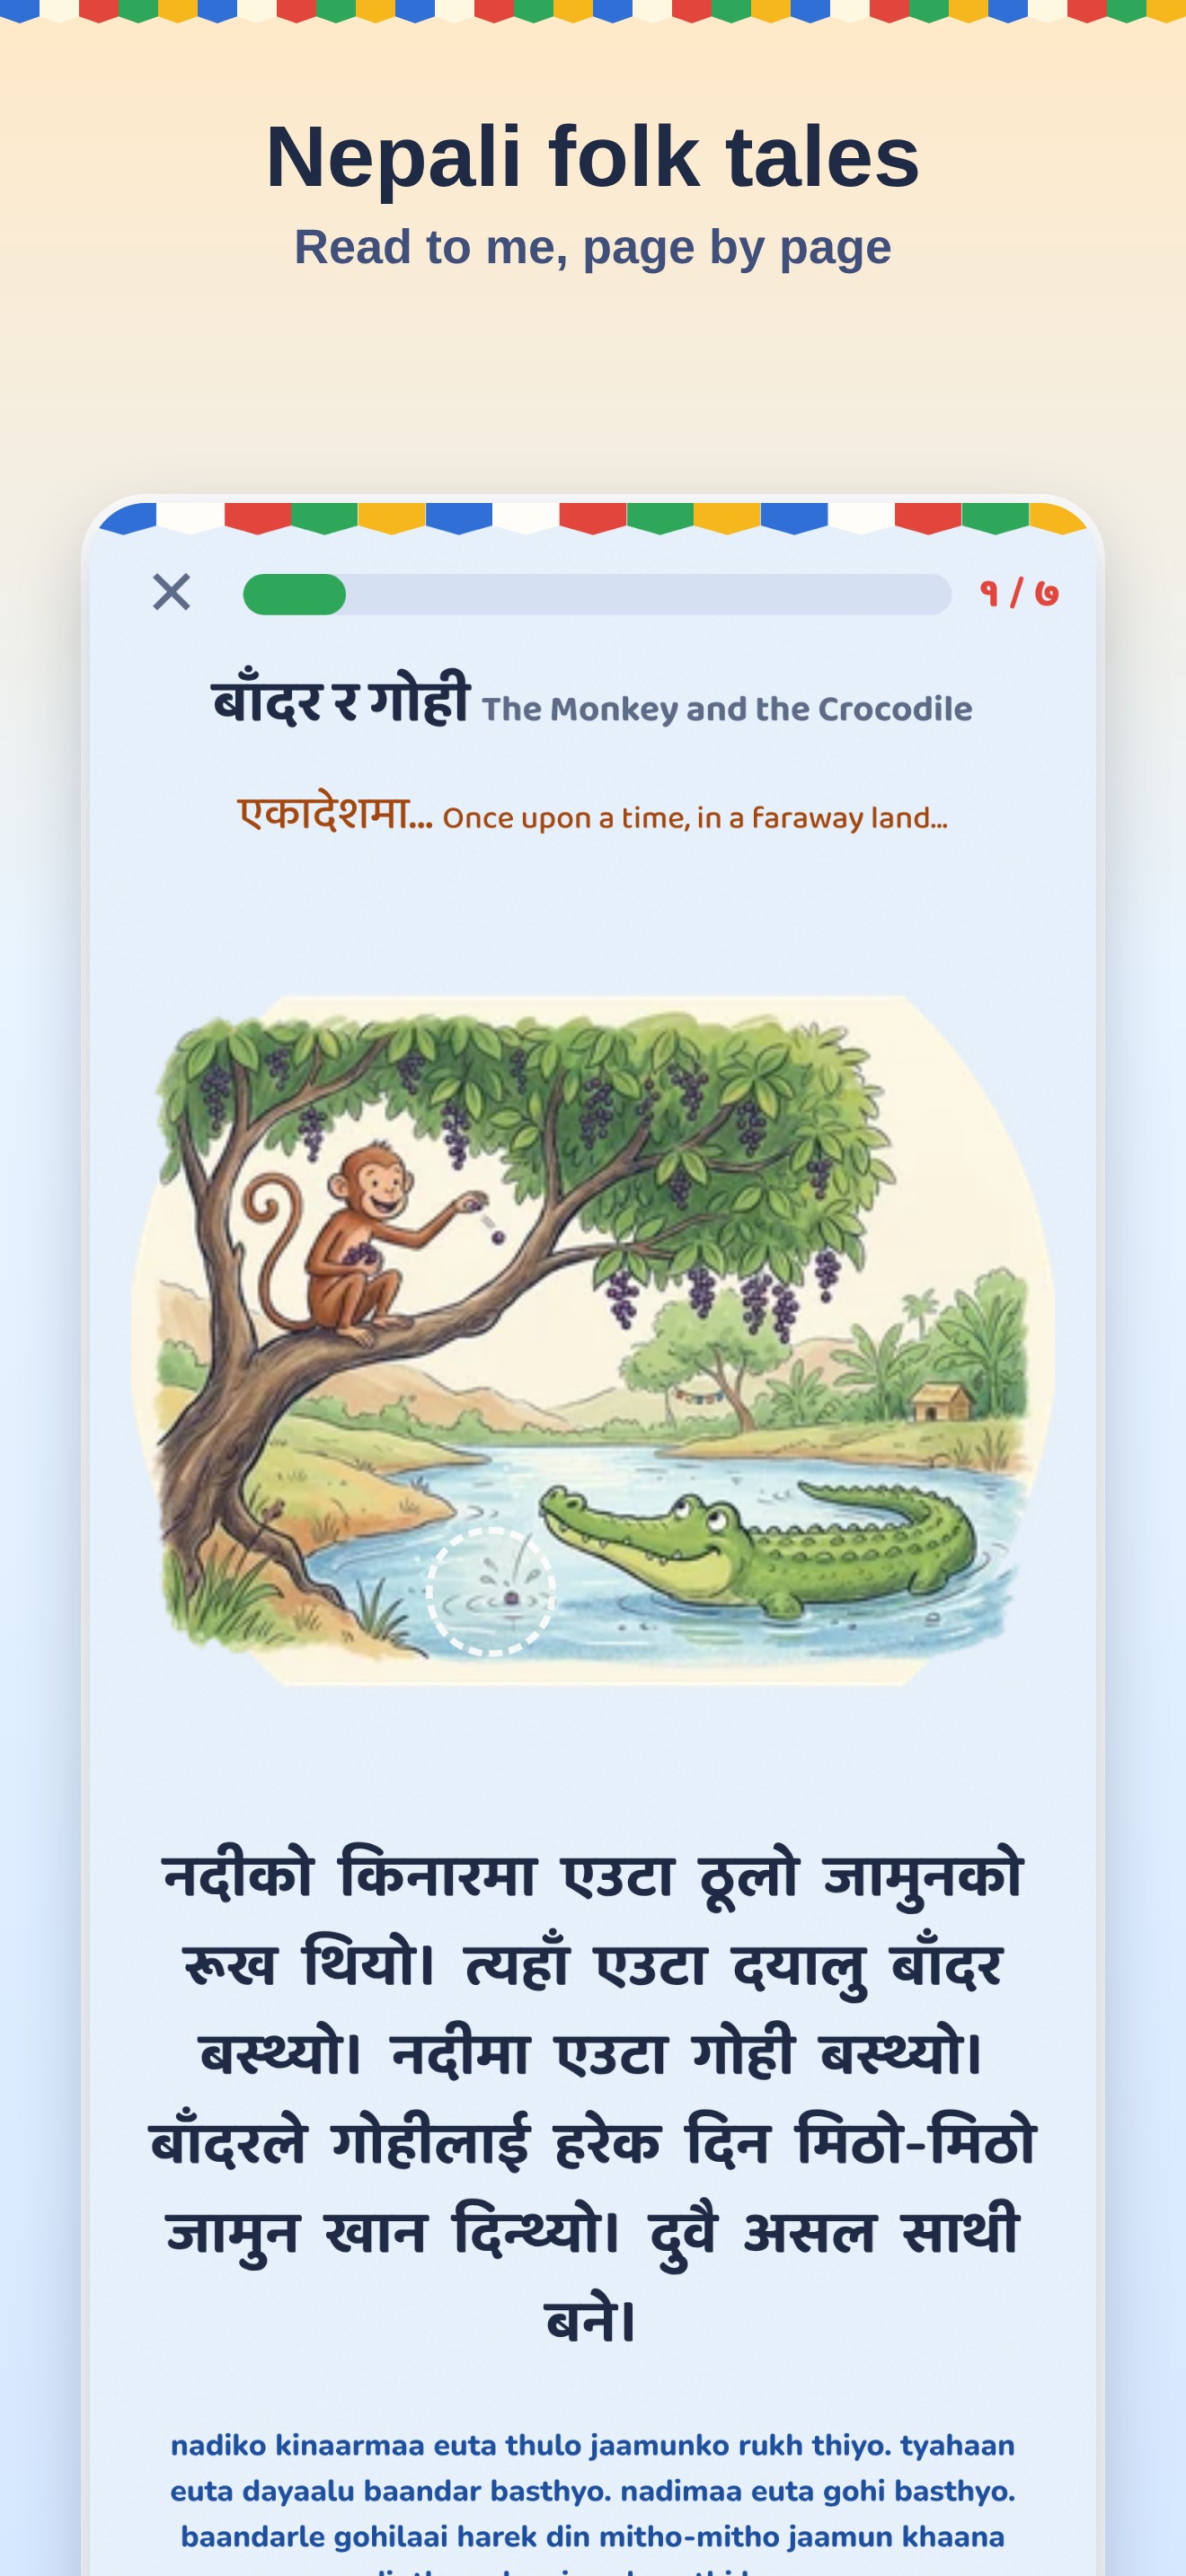 Nepali folk tales
Read to me, page by page
१ / ७
बाँदर र गोही The Monkey and the Crocodile
एकादेशमा... Once upon a time, in a faraway land...
नदीको किनारमा एउटा ठूलो जामुनको
रूख थियो। त्यहाँ एउटा दयालु बाँदर
बस्थ्यो। नदीमा एउटा गोही बस्थ्यो।
बाँदरले गोहीलाई हरेक दिन मिठो-मिठो
जामुन खान दिन्थ्यो। दुवै असल साथी
बने।
nadiko kinaarmaa euta thulo jaamunko rukh thiyo. tyahaan
euta dayaalu baandar basthyo. nadimaa euta gohi basthyo.
baandarle gohilaai harek din mitho-mitho jaamun khaana